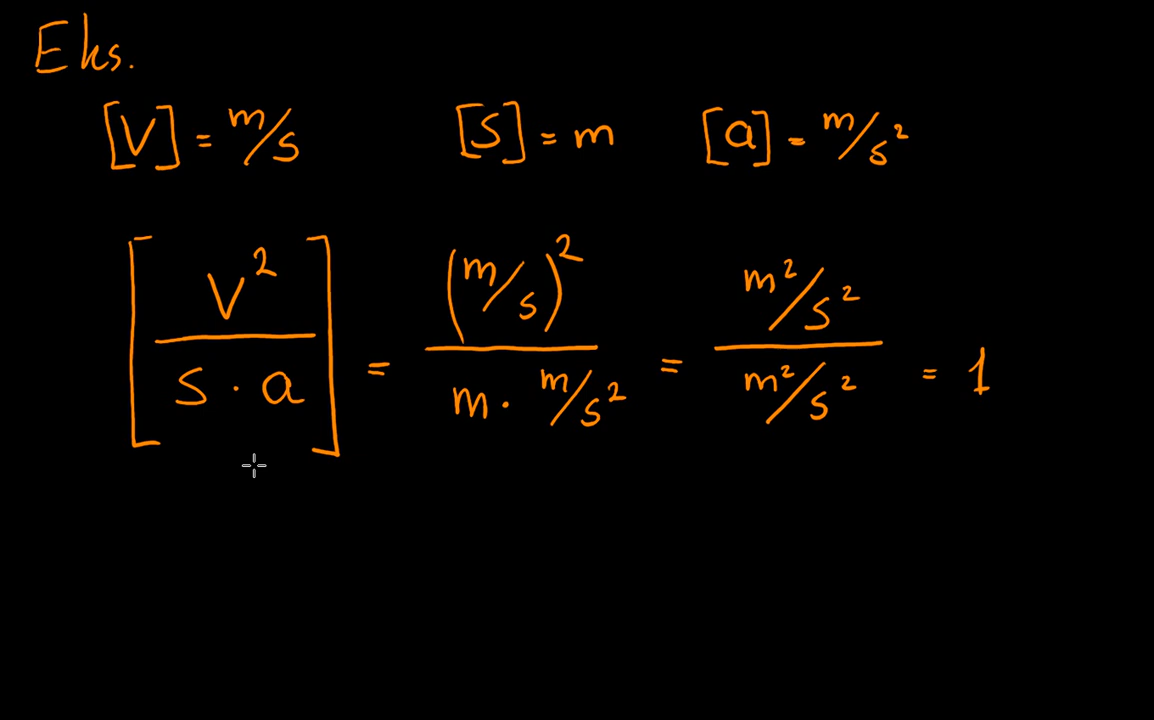 Eks.
[V] = m/s [S] = m [a] = m/s²
[V² / (S · a)] = (m/s)² / (m · m/s²) = (m²/s²) / (m²/s²) = 1